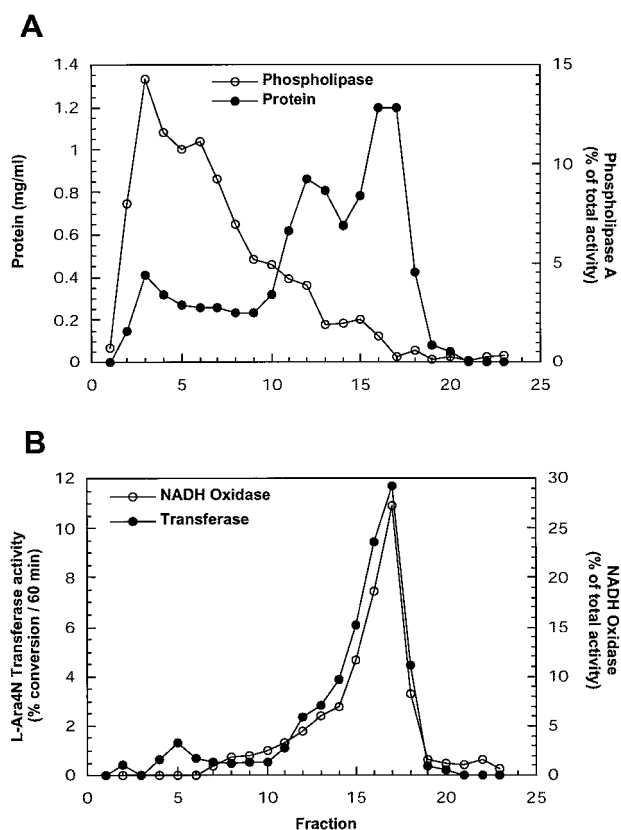 A
Phospholipase
Protein
Protein (mg/ml)
1.4
1.2
1
0.8
0.6
0.4
0.2
0
15
10
5
0
Phospholipase A
(% of total activity)
0 5 10 15 20 25
B
NADH Oxidase
Transferase
L-Ara4N Transferase activity
(% conversion / 60 min)
12
10
8
6
4
2
0
30
25
20
15
10
5
0
NADH Oxidase
(% of total activity)
0 5 10 15 20 25
Fraction